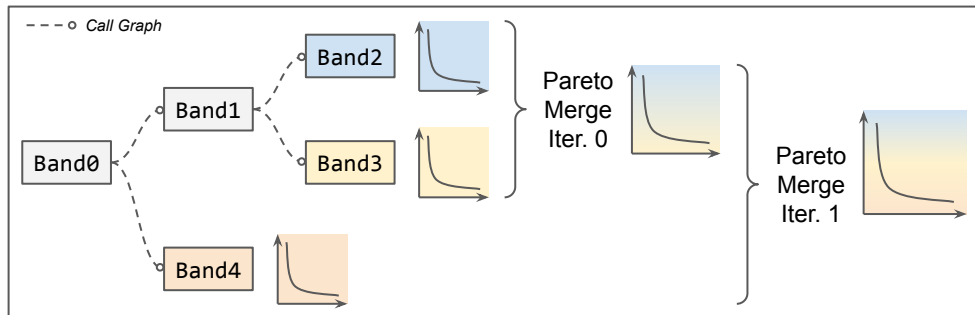 Call Graph
Band2
Band1
Band3
Band0
Band4
Pareto
Merge
Iter. 0
Pareto
Merge
Iter. 1